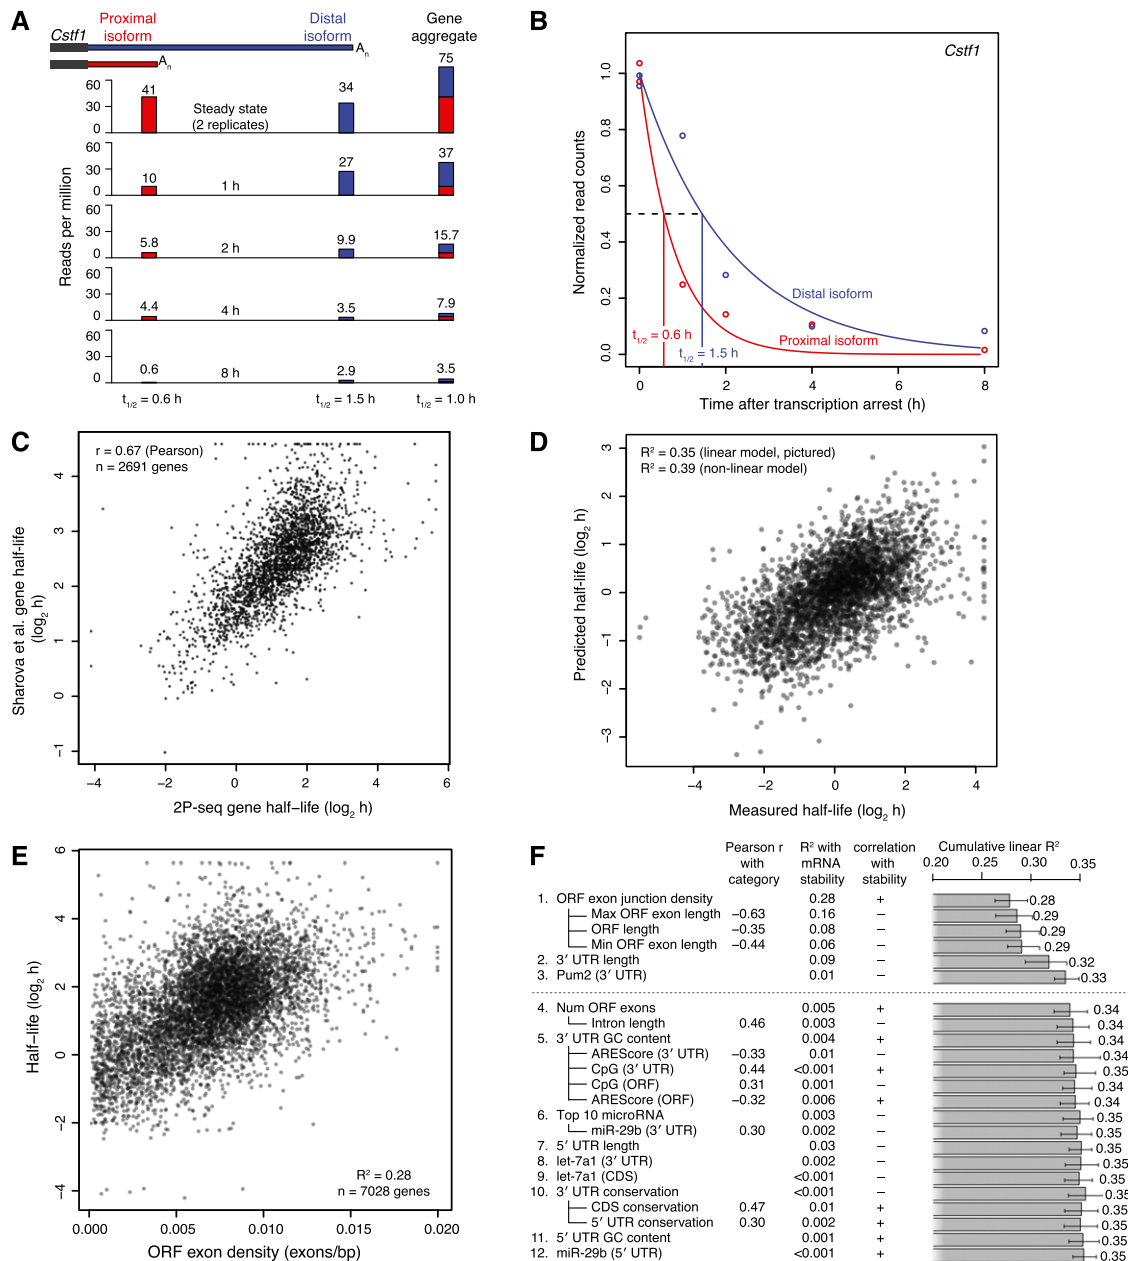 A
Proximal isoform
Distal isoform
Gene aggregate
Cstf1
An
An
Reads per million
60
30
0
41
Steady state
(2 replicates)
34
75
60
30
0
10
1 h
27
37
60
30
0
5.8
2 h
9.9
15.7
60
30
0
4.4
4 h
3.5
7.9
60
30
0
0.6
8 h
2.9
3.5
t1/2 = 0.6 h
t1/2 = 1.5 h
t1/2 = 1.0 h
B
Cstf1
Normalized read counts
1.0
0.8
0.6
0.4
0.2
0.0
Distal isoform
Proximal isoform
t1/2 = 0.6 h
t1/2 = 1.5 h
0 2 4 6 8
Time after transcription arrest (h)
C
r = 0.67 (Pearson)
n = 2691 genes
Sharova et al. gene half-life
(log2 h)
4
3
2
1
0
−1
−4 −2 0 2 4 6
2P-seq gene half−life (log2 h)
D
R2 = 0.35 (linear model, pictured)
R2 = 0.39 (non-linear model)
Predicted half-life (log2 h)
3
2
1
0
−1
−2
−3
−4 −2 0 2 4
Measured half-life (log2 h)
E
Half−life (log2 h)
6
4
2
0
−2
−4
R2 = 0.28
n = 7028 genes
0.000 0.005 0.010 0.015 0.020
ORF exon density (exons/bp)
F
Pearson r with category
R2 with mRNA stability
correlation with stability
Cumulative linear R2
0.20 0.25 0.30 0.35
1. ORF exon junction density 0.28 + 0.28
Max ORF exon length −0.63 0.16 − 0.29
ORF length −0.35 0.08 − 0.29
Min ORF exon length −0.44 0.06 − 0.29
2. 3′ UTR length 0.09 − 0.32
3. Pum2 (3′ UTR) 0.01 − 0.33
4. Num ORF exons 0.005 + 0.34
Intron length 0.46 0.003 − 0.34
5. 3′ UTR GC content 0.004 + 0.34
AREScore (3′ UTR) −0.33 0.01 − 0.34
CpG (3′ UTR) 0.44 <0.001 + 0.35
CpG (ORF) 0.31 0.001 − 0.34
AREScore (ORF) −0.32 0.006 + 0.34
6. Top 10 microRNA 0.003 − 0.35
miR-29b (3′ UTR) 0.30 0.002 − 0.35
7. 5′ UTR length 0.03 − 0.35
8. let-7a1 (3′ UTR) 0.002 − 0.35
9. let-7a1 (CDS) <0.001 − 0.35
10. 3′ UTR conservation <0.001 − 0.35
CDS conservation 0.47 0.01 + 0.35
5′ UTR conservation 0.30 0.002 + 0.35
11. 5′ UTR GC content 0.001 + 0.35
12. miR-29b (5′ UTR) <0.001 + 0.35